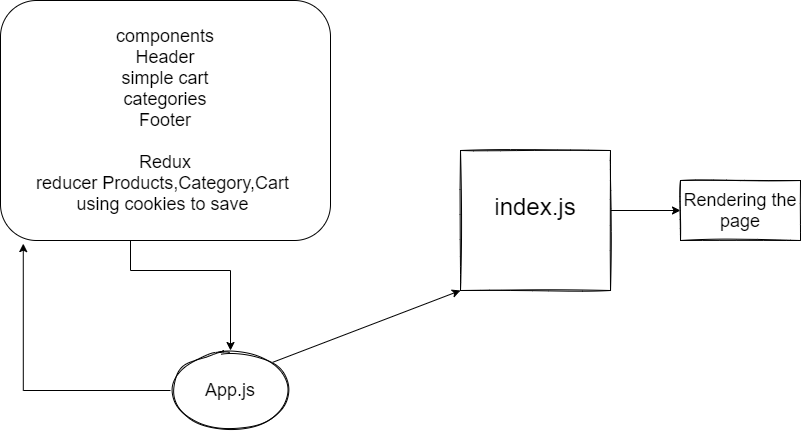 components
Header
simple cart
categories
Footer
Redux
reducer Products,Category,Cart
using cookies to save
index.js
Rendering the
page
App.js